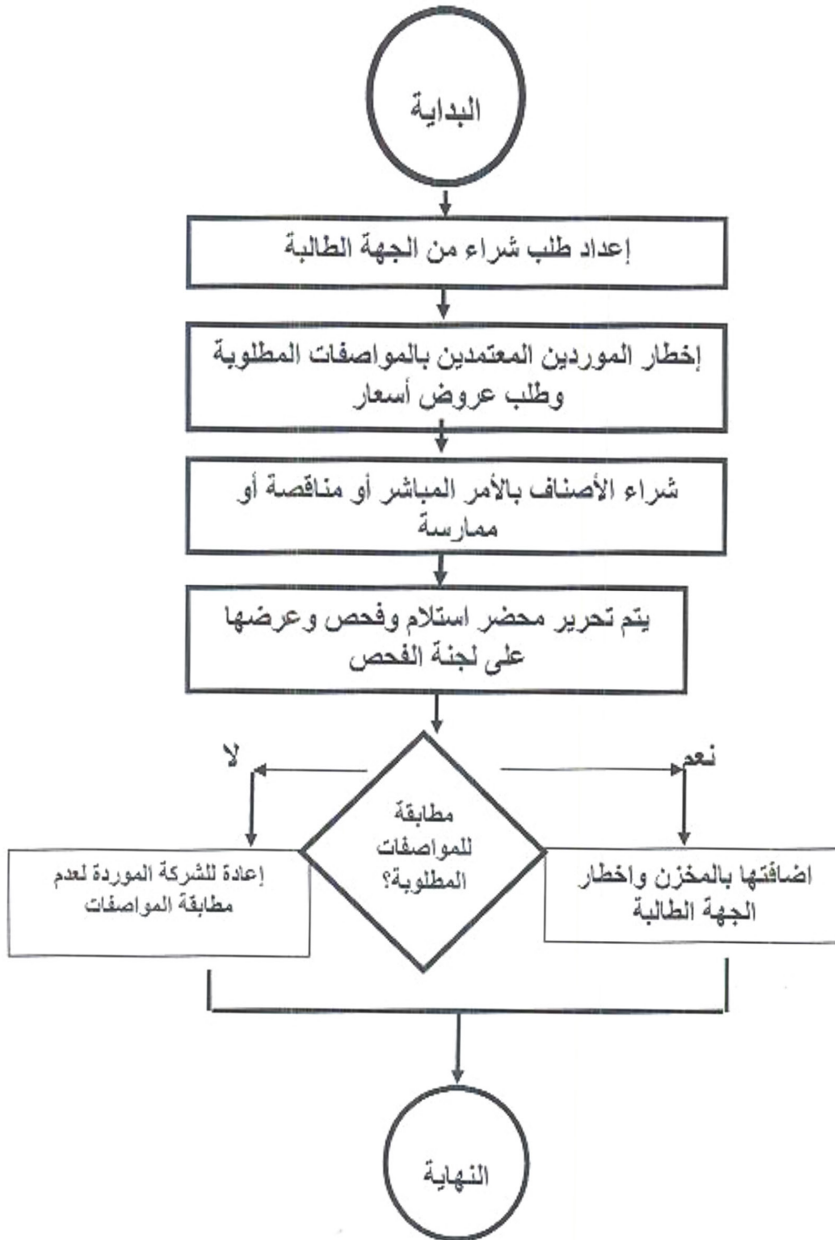 البداية
إعداد طلب شراء من الجهة الطالبة
إخطار الموردين المعتمدين بالمواصفات المطلوبة
وطلب عروض أسعار
شراء الأصناف بالأمر المباشر أو مناقصة أو
ممارسة
يتم تحرير محضر استلام وفحص وعرضها
على لجنة الفحص
مطابقة
للمواصفات
المطلوبة؟
نعم
لا
اضافتها بالمخزن واخطار
الجهة الطالبة
إعادة للشركة الموردة لعدم
مطابقة المواصفات
النهاية